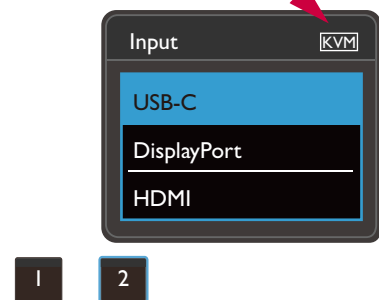 Input KVM
USB-C
DisplayPort
HDMI
1 2